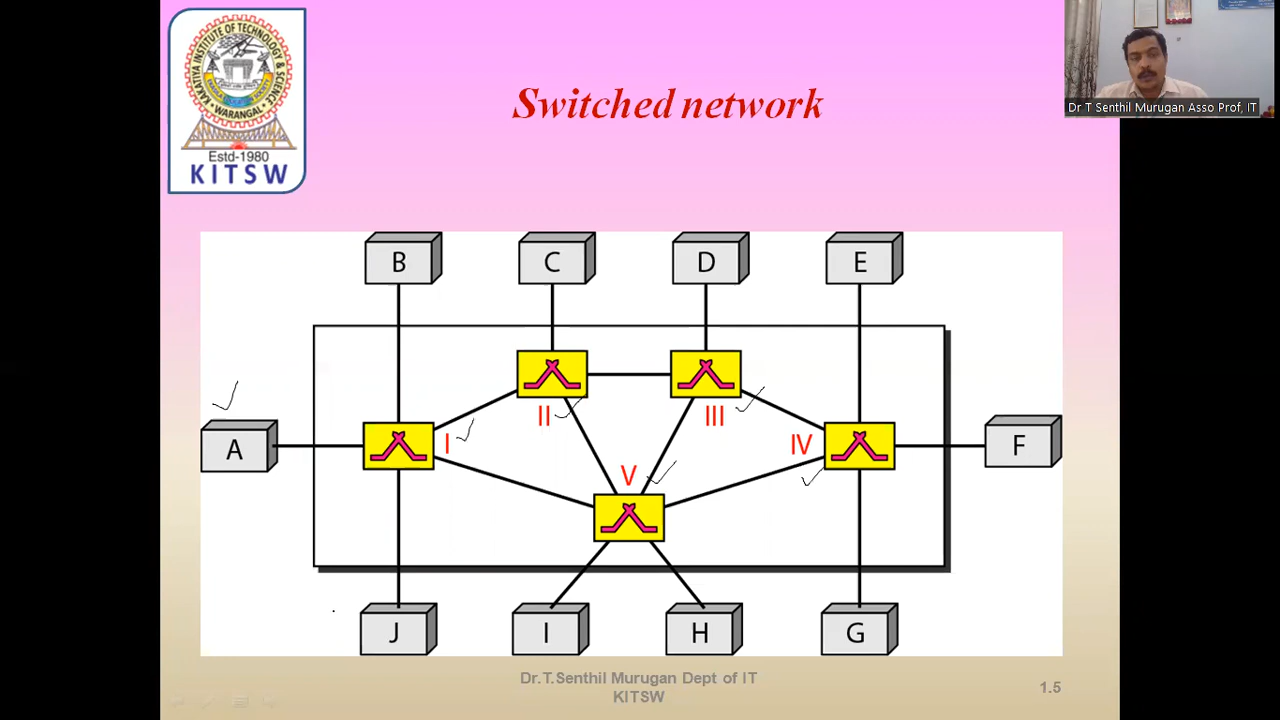 KAKATIYA INSTITUTE OF TECHNOLOGY & SCIENCE
WARANGAL
Estd-1980
KITSW
Switched network
Dr T Senthil Murugan Asso Prof, IT
B
C
D
E
II
III
A
I
IV
F
V
J
I
H
G
Dr.T.Senthil Murugan Dept of IT
KITSW
1.5